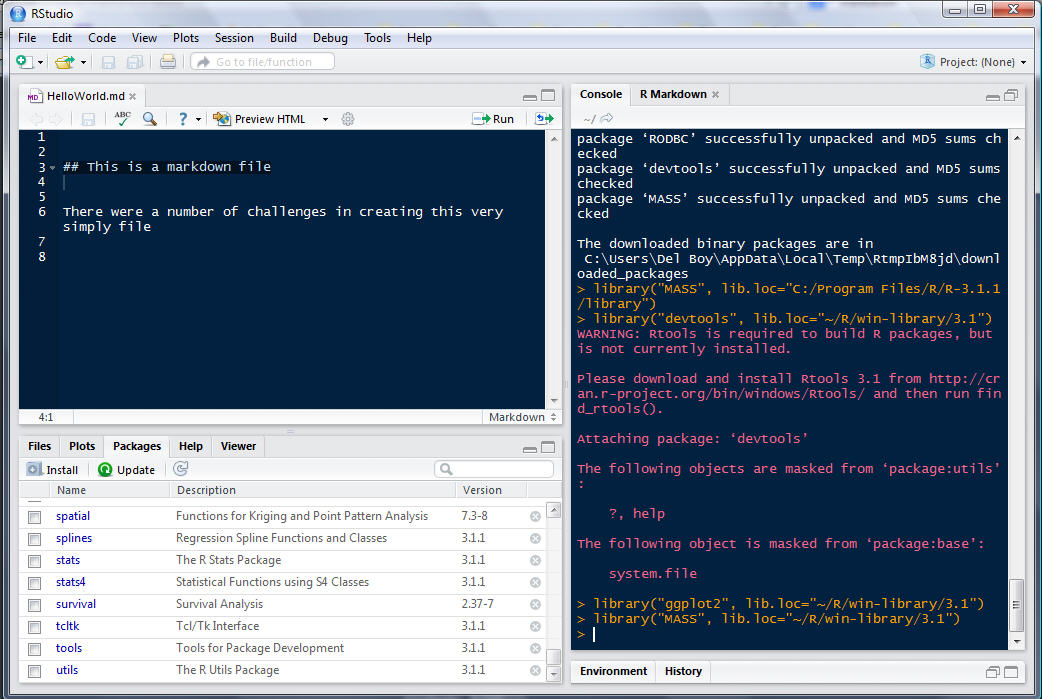 RStudio
File Edit Code View Plots Session Build Debug Tools Help
Go to file/function
Project: (None)
HelloWorld.md
ABC
? Preview HTML Run
1
2
3 ## This is a markdown file
4
5
6 There were a number of challenges in creating this very
simply file
7
8
4:1 Markdown
Files Plots Packages Help Viewer
Install Update
Name Description Version
spatial Functions for Kriging and Point Pattern Analysis 7.3-8
splines Regression Spline Functions and Classes 3.1.1
stats The R Stats Package 3.1.1
stats4 Statistical Functions using S4 Classes 3.1.1
survival Survival Analysis 2.37-7
tcltk Tcl/Tk Interface 3.1.1
tools Tools for Package Development 3.1.1
utils The R Utils Package 3.1.1
Console R Markdown
~/
package ‘RODBC’ successfully unpacked and MD5 sums ch
ecked
package ‘devtools’ successfully unpacked and MD5 sums
checked
package ‘MASS’ successfully unpacked and MD5 sums che
cked
The downloaded binary packages are in
C:\Users\Del Boy\AppData\Local\Temp\RtmpIbM8jd\downl
oaded_packages
> library("MASS", lib.loc="C:/Program Files/R/R-3.1.1
/library")
> library("devtools", lib.loc="~/R/win-library/3.1")
WARNING: Rtools is required to build R packages, but
is not currently installed.
Please download and install Rtools 3.1 from http://cr
an.r-project.org/bin/windows/Rtools/ and then run fin
d_rtools().
Attaching package: ‘devtools’
The following objects are masked from ‘package:utils’
:
?, help
The following object is masked from ‘package:base’:
system.file
> library("ggplot2", lib.loc="~/R/win-library/3.1")
> library("MASS", lib.loc="~/R/win-library/3.1")
>
Environment History